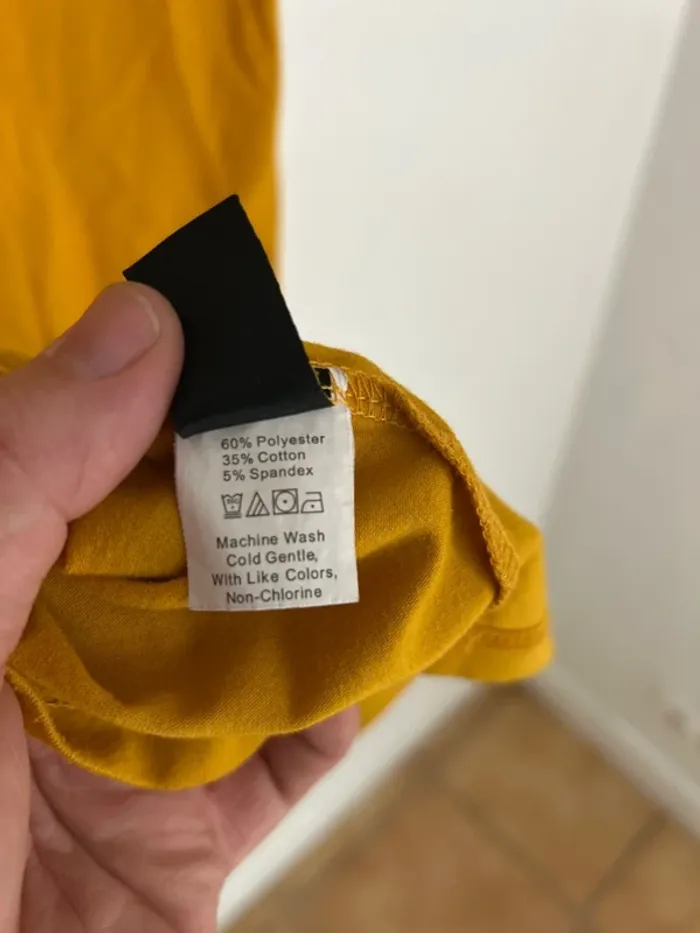 60% Polyester
35% Cotton
5% Spandex
Machine Wash
Cold Gentle,
With Like Colors,
Non-Chlorine